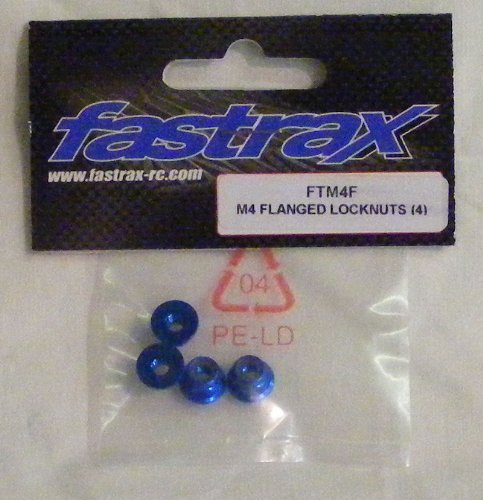 fastrax
www.fastrax-rc.com
FTM4F
M4 FLANGED LOCKNUTS (4)
04
PE-LD